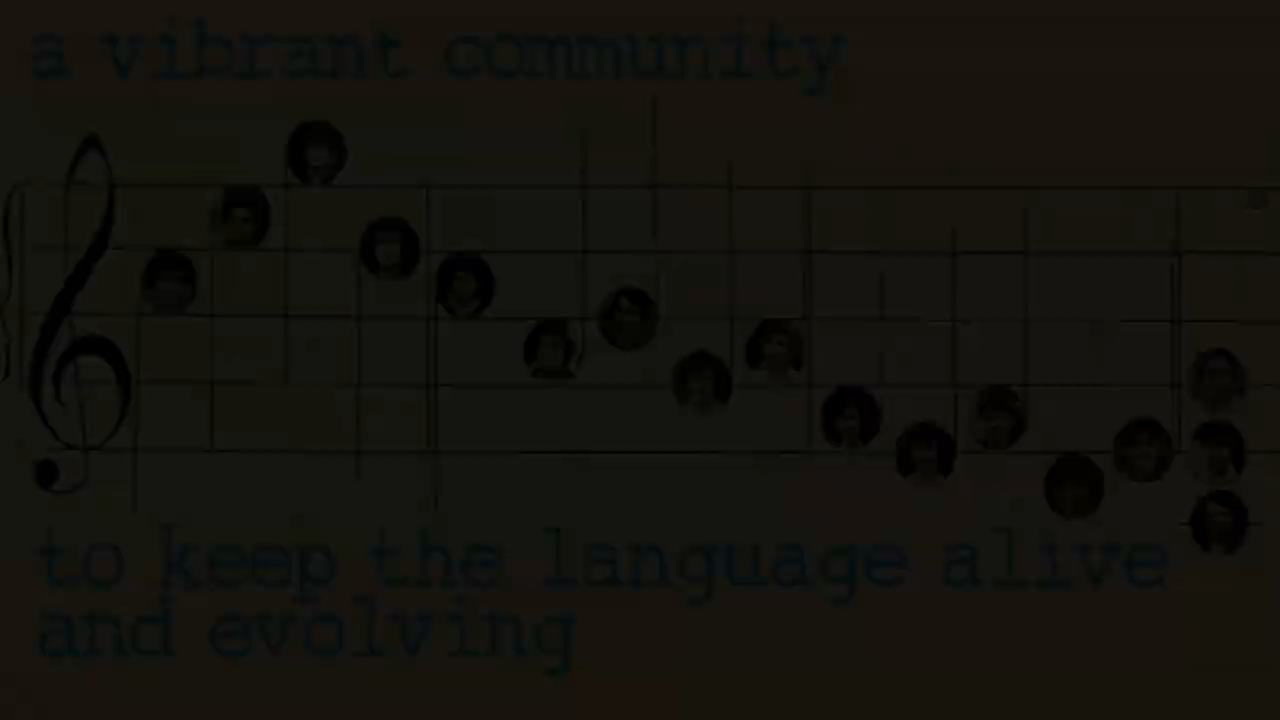 a vibrant community
to keep the language alive
and evolving